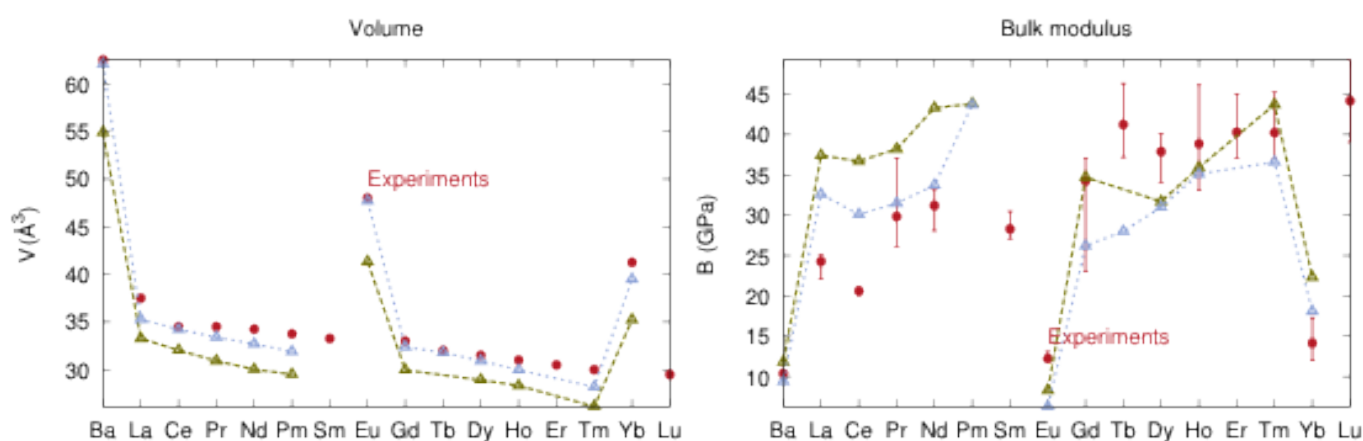 Volume
V (Å³)
60
55
50
45
40
35
30
Experiments
Ba La Ce Pr Nd Pm Sm Eu Gd Tb Dy Ho Er Tm Yb Lu
Bulk modulus
B (GPa)
45
40
35
30
25
20
15
10
Experiments
Ba La Ce Pr Nd Pm Sm Eu Gd Tb Dy Ho Er Tm Yb Lu